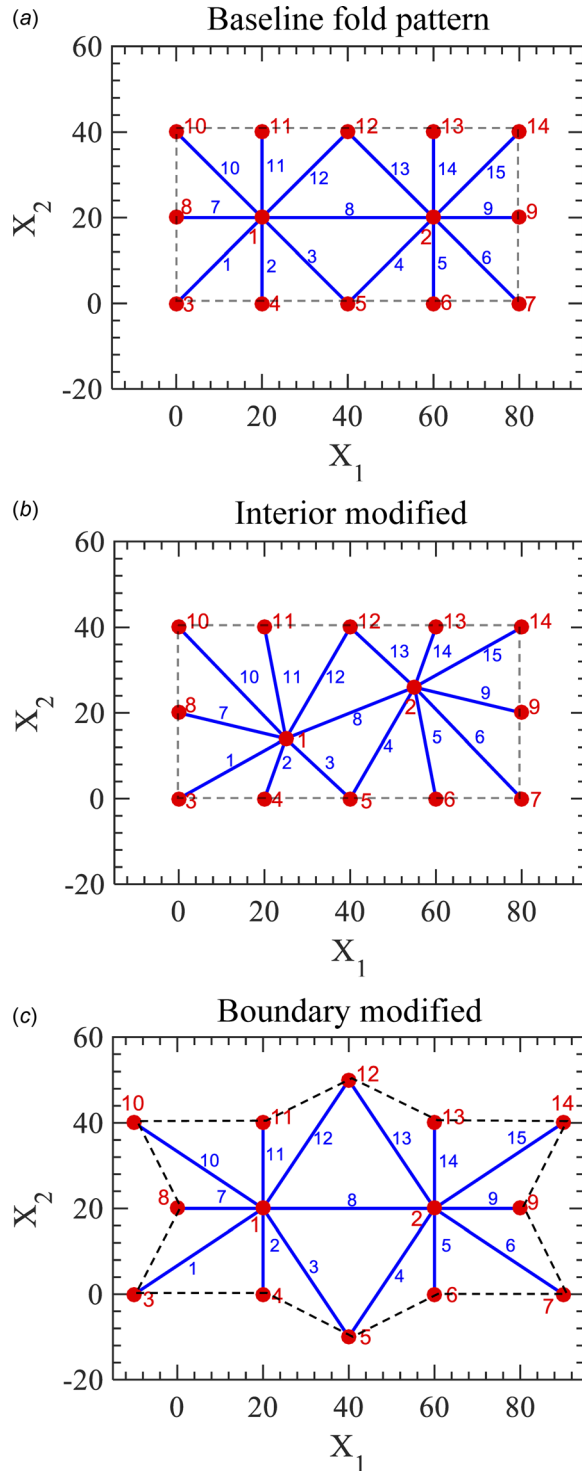 (a) Baseline fold pattern
60
10 11 12 13 14
40
10 11 12 13 14 15
8 7 8 9 9
20
1 2
X2
1 2 3 4 5 6
0
3 4 5 6 7
-20
0 20 40 60 80
X1
(b) Interior modified
60
10 11 12 13 14
40
13 14 15
10 11 12
8 7 8 2 9 9
20
X2
1 2 1 3 4 5 6
0
3 4 5 6 7
-20
0 20 40 60 80
X1
(c) Boundary modified
60
12
10 11 13 14
40
10 11 12 13 14 15
8 7 8 9 9
20
1 2
X2
1 2 3 4 5 6
0
3 4 6 7
5
-20
0 20 40 60 80
X1